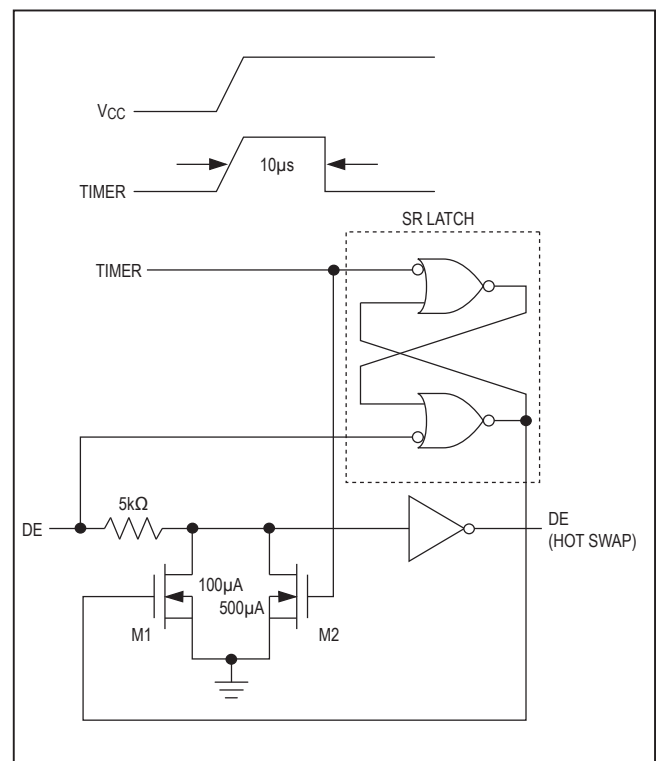 VCC
10µs
TIMER
SR LATCH
TIMER
5kΩ
DE
DE
(HOT SWAP)
100µA
500µA
M1
M2